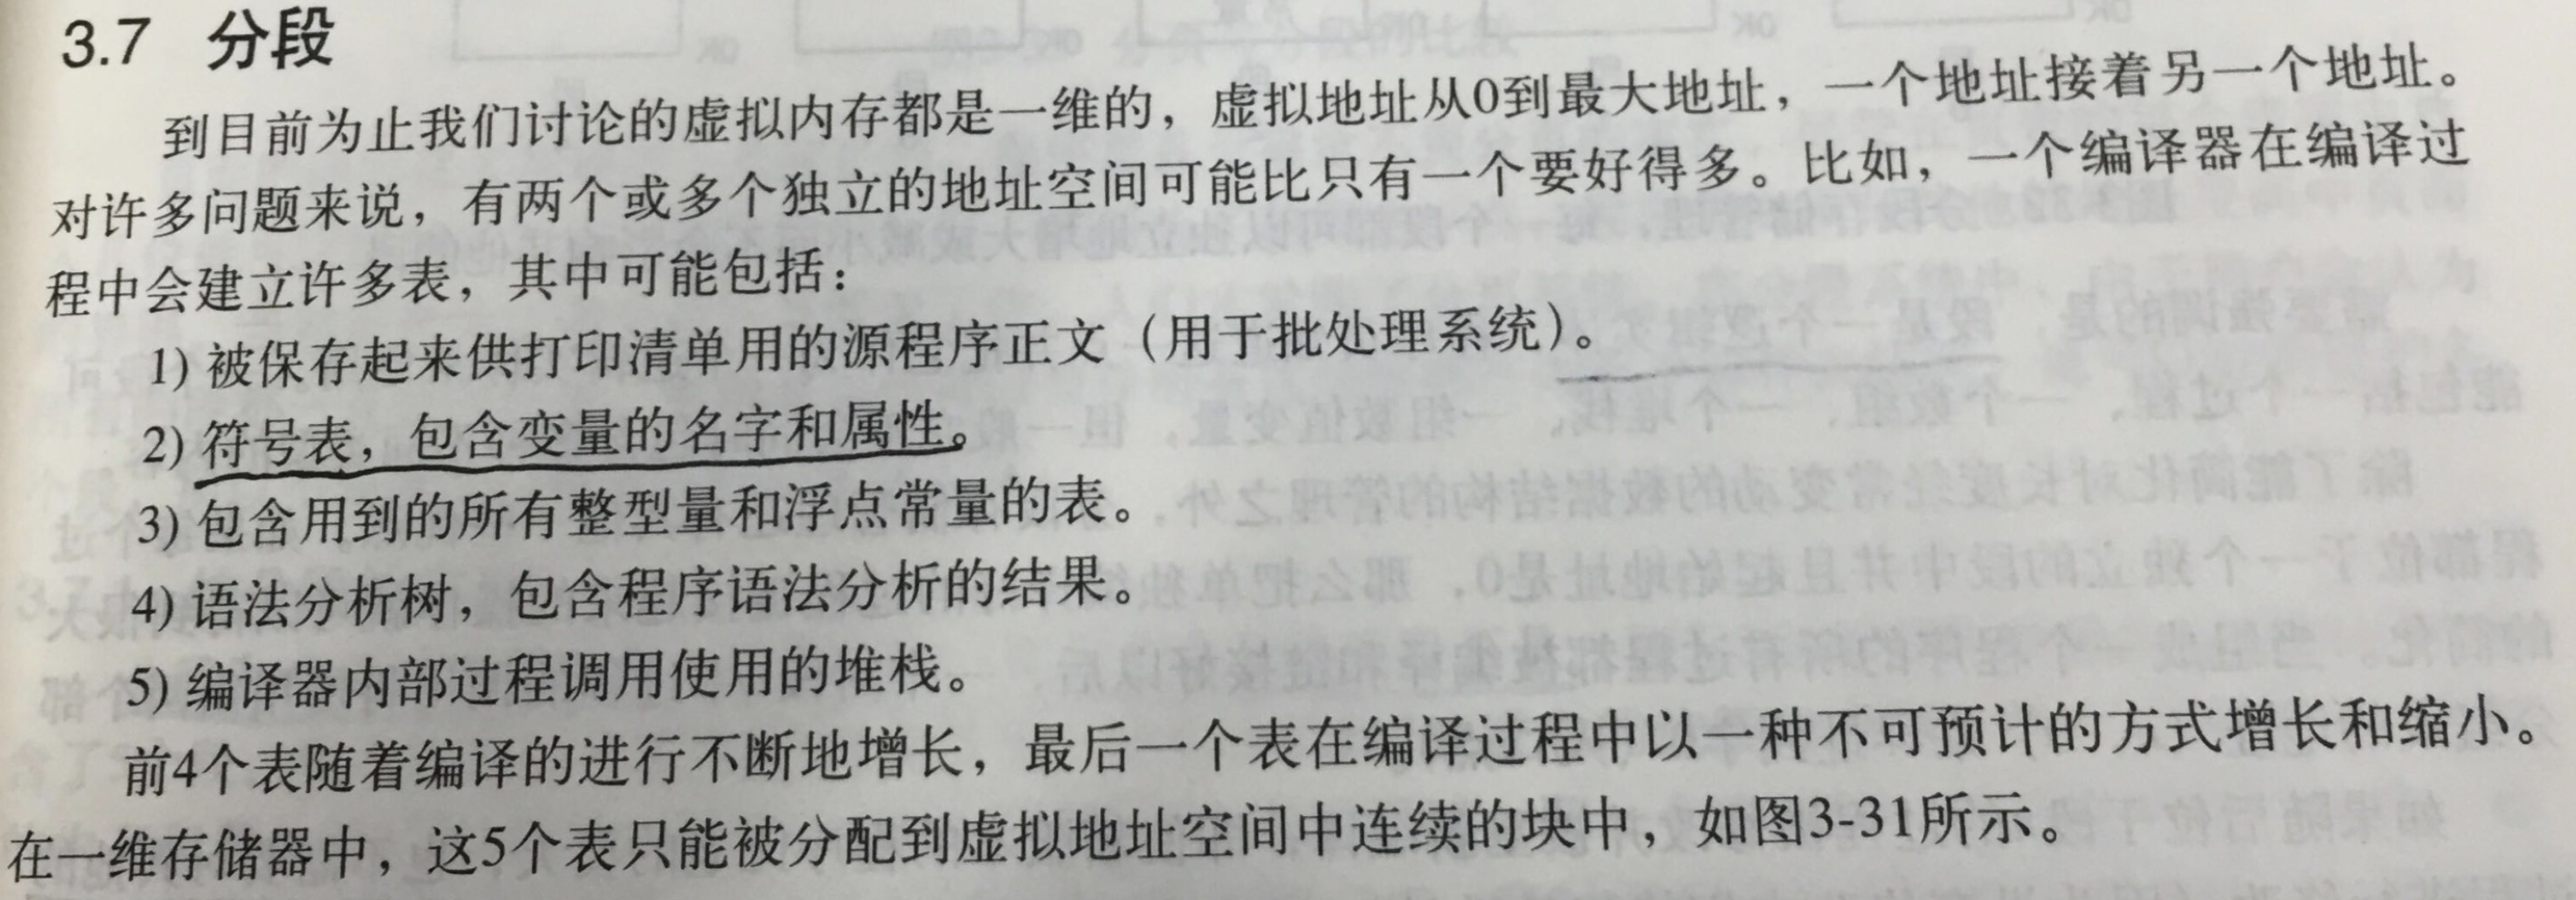 3.7 分段
到目前为止我们讨论的虚拟内存都是一维的，虚拟地址从0到最大地址，一个地址接着另一个地址。
对许多问题来说，有两个或多个独立的地址空间可能比只有一个要好得多。比如，一个编译器在编译过
程中会建立许多表，其中可能包括：
1) 被保存起来供打印清单用的源程序正文（用于批处理系统）。
2) 符号表，包含变量的名字和属性。
3) 包含用到的所有整型量和浮点常量的表。
4) 语法分析树，包含程序语法分析的结果。
5) 编译器内部过程调用使用的堆栈。
前4个表随着编译的进行不断地增长，最后一个表在编译过程中以一种不可预计的方式增长和缩小。
在一维存储器中，这5个表只能被分配到虚拟地址空间中连续的块中，如图3-31所示。